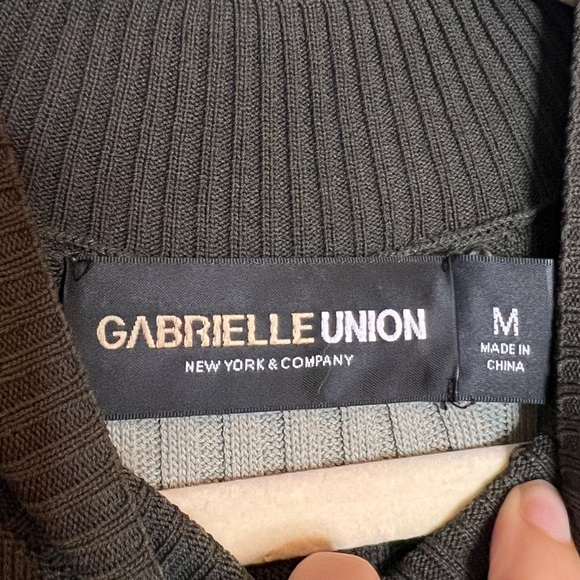 GABRIELLE UNION
NEW YORK & COMPANY
M
MADE IN
CHINA